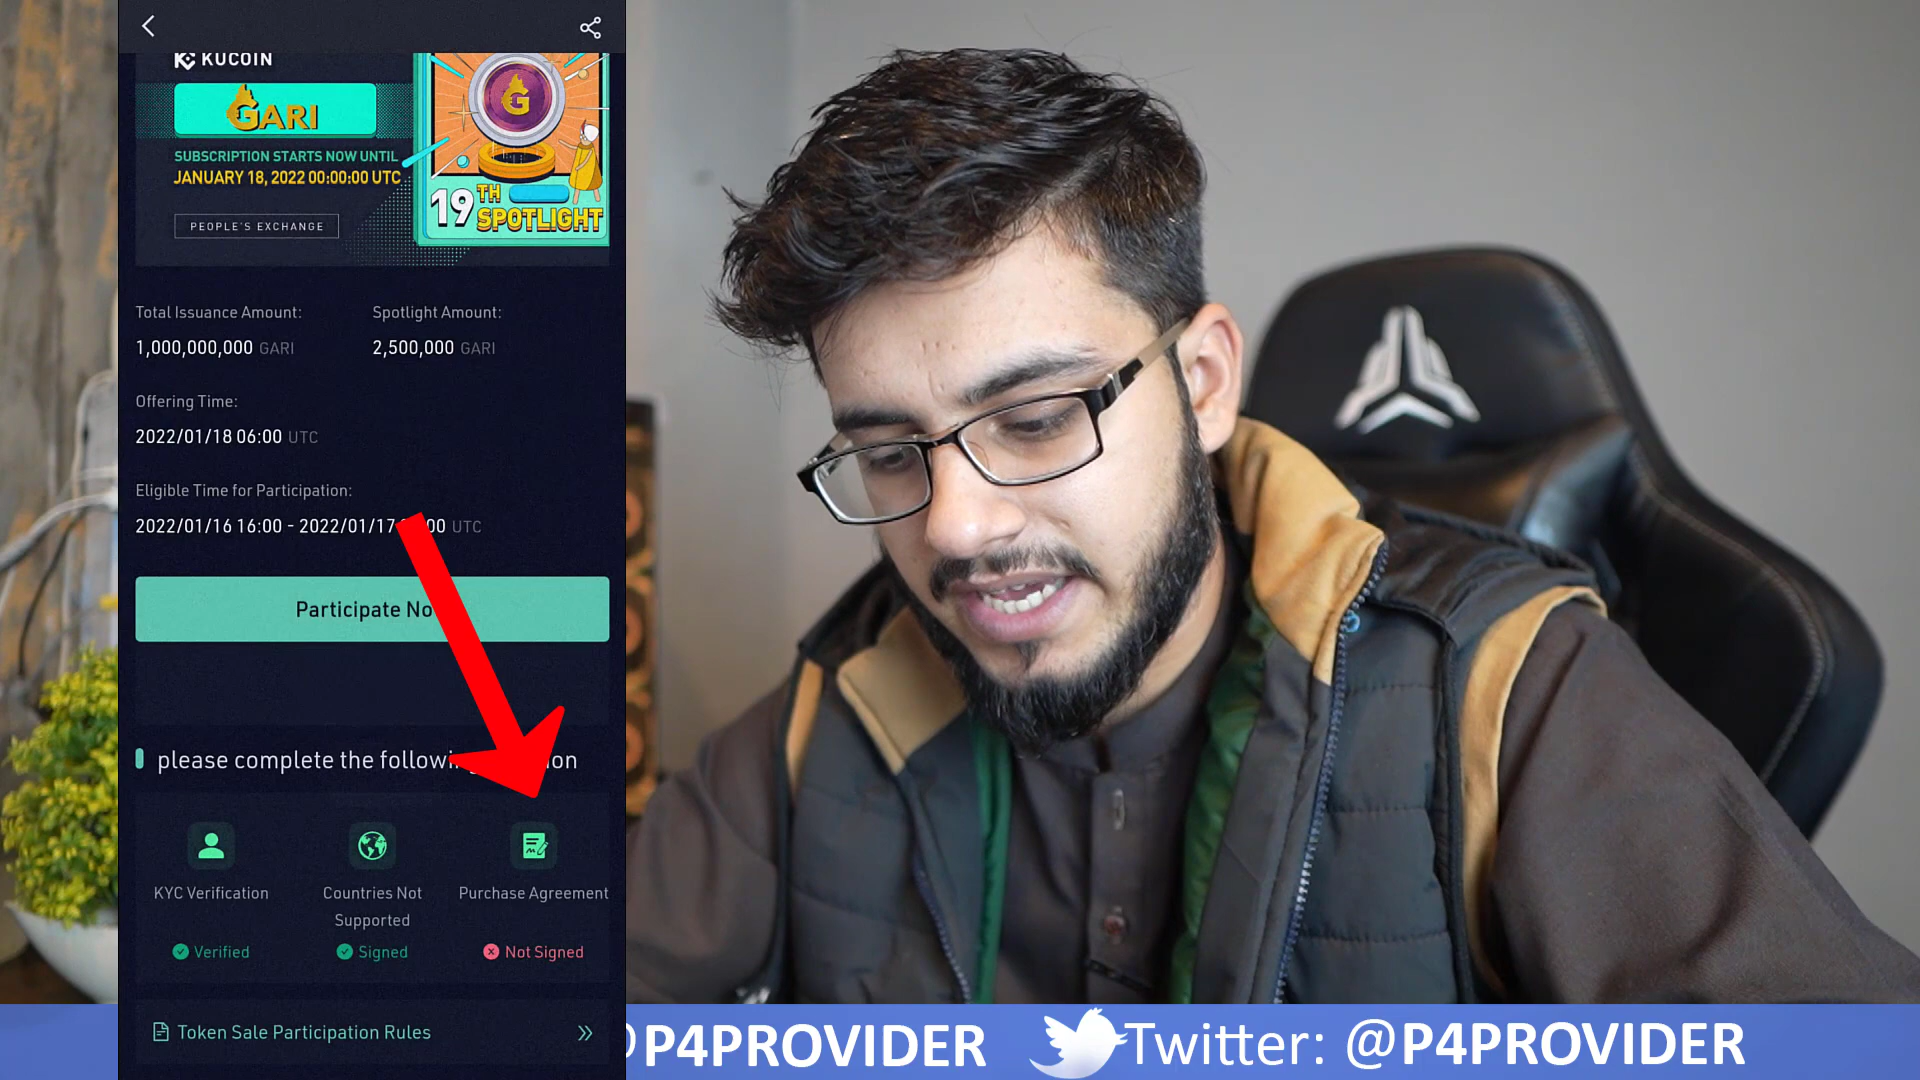 KUCOIN
GARI
SUBSCRIPTION STARTS NOW UNTIL
JANUARY 18, 2022 00:00:00 UTC
PEOPLE'S EXCHANGE
G
19TH
SPOTLIGHT
Total Issuance Amount:
1,000,000,000 GARI
Spotlight Amount:
2,500,000 GARI
Offering Time:
2022/01/18 06:00 UTC
Eligible Time for Participation:
2022/01/16 16:00 - 2022/01/17 00 UTC
Participate No
please complete the followin on
KYC Verification
Verified
Countries Not
Supported
Signed
Purchase Agreement
Not Signed
Token Sale Participation Rules
@P4PROVIDER
Twitter: @P4PROVIDER